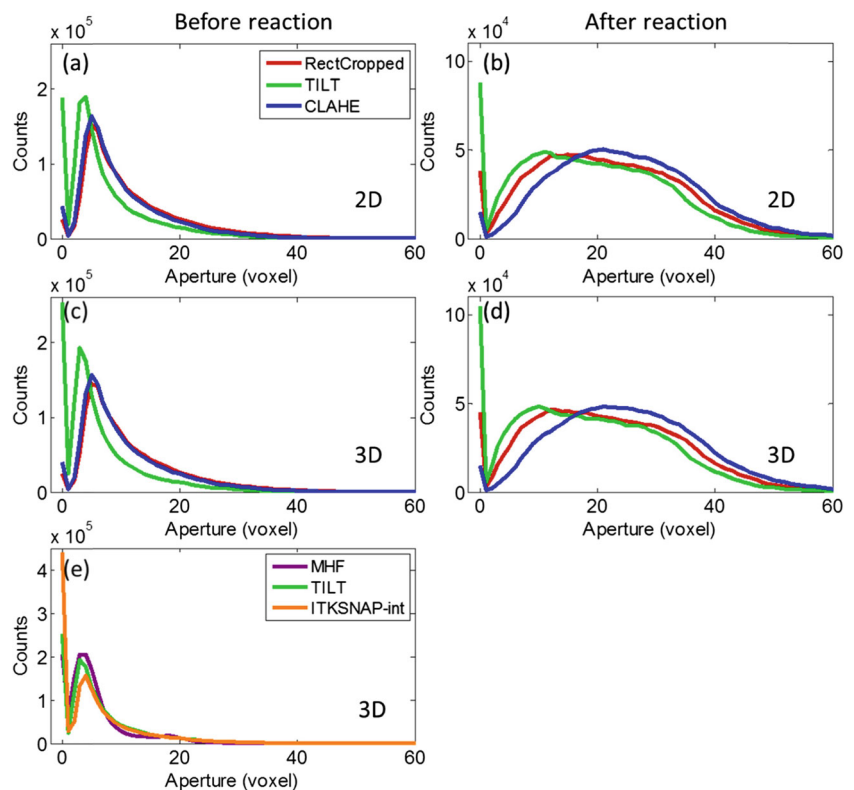 Before reaction
After reaction
x 10^5
(a)
RectCropped
TILT
CLAHE
2
1
0
Counts
2D
0 20 40 60
Aperture (voxel)
x 10^4
(b)
10
5
0
Counts
2D
0 20 40 60
Aperture (voxel)
x 10^5
(c)
2
1
0
Counts
3D
0 20 40 60
Aperture (voxel)
x 10^4
(d)
10
5
0
Counts
3D
0 20 40 60
Aperture (voxel)
x 10^5
(e)
MHF
TILT
ITKSNAP-int
4
3
2
1
0
Counts
3D
0 20 40 60
Aperture (voxel)